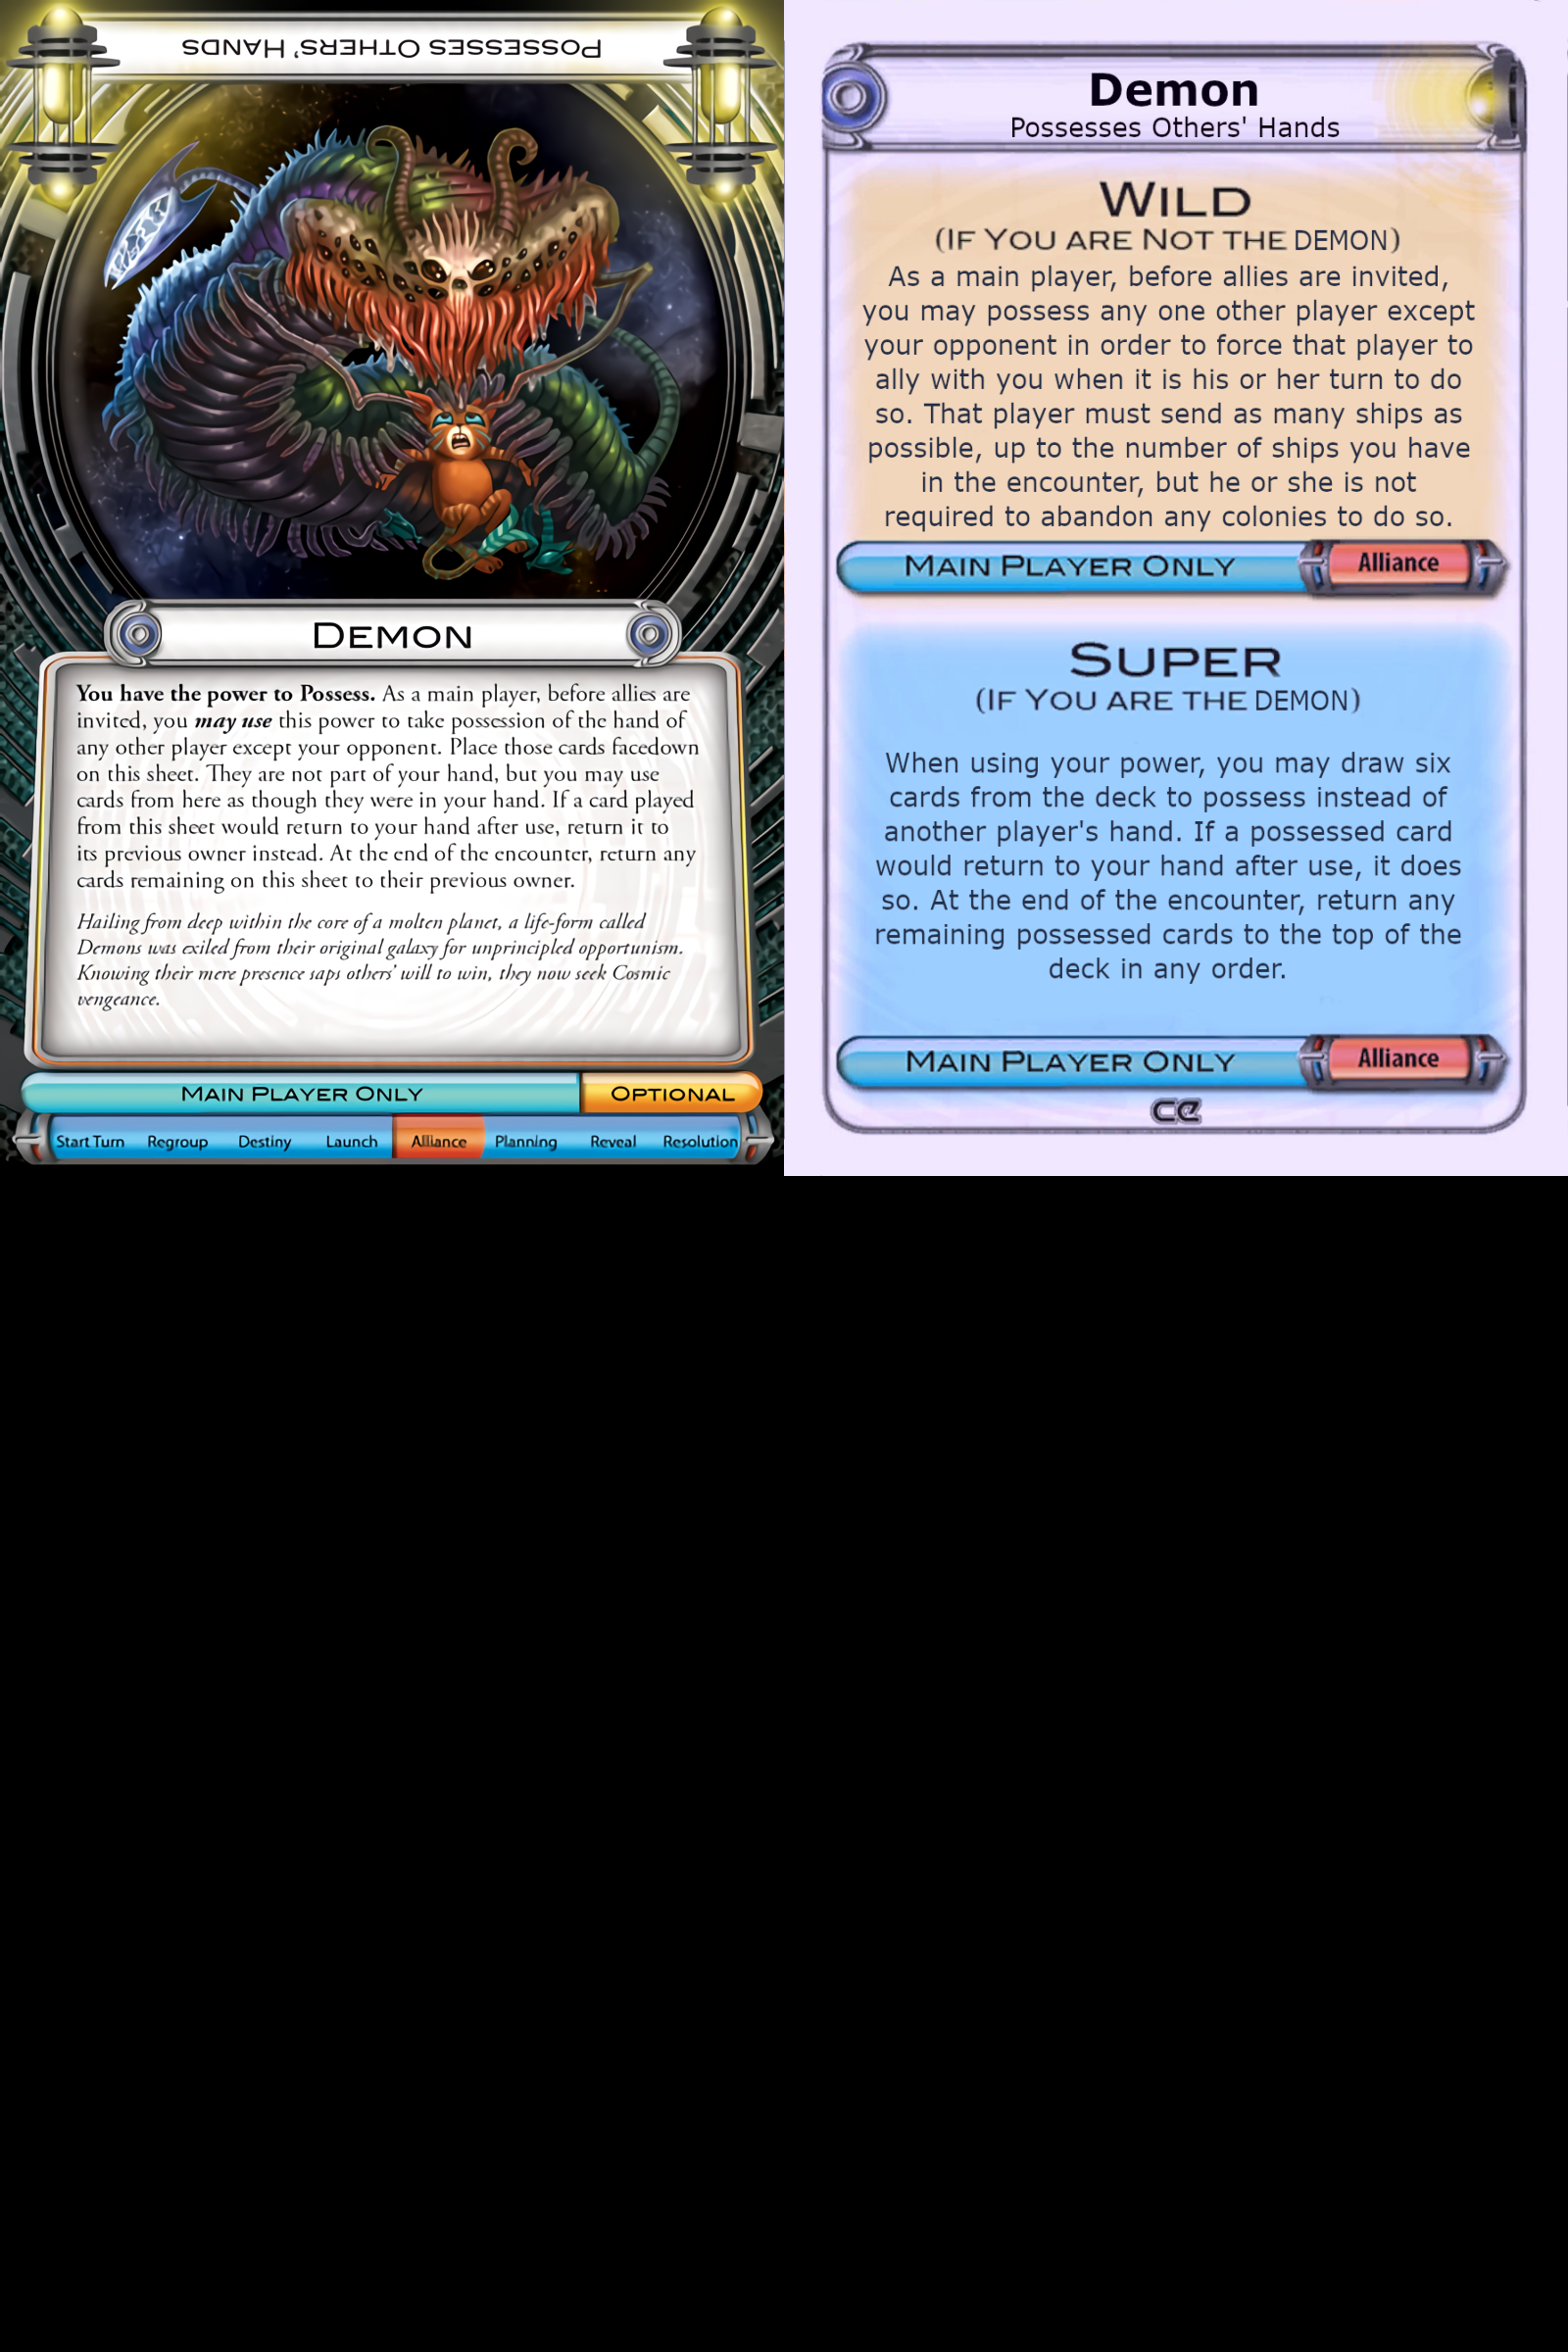 Possesses Others' Hands
Demon
You have the power to Possess. As a main player, before allies are
invited, you may use this power to take possession of the hand of
any other player except your opponent. Place those cards facedown
on this sheet. They are not part of your hand, but you may use
cards from here as though they were in your hand. If a card played
from this sheet would return to your hand after use, return it to
its previous owner instead. At the end of the encounter, return any
cards remaining on this sheet to their previous owner.
Hailing from deep within the core of a molten planet, a life-form called
Demons was exiled from their original galaxy for unprincipled opportunism.
Knowing their mere presence saps others' will to win, they now seek Cosmic
vengeance.
Main Player Only Optional
Start Turn Regroup Destiny Launch Alliance Planning Reveal Resolution
Demon
Possesses Others' Hands
Wild
(If You are Not the DEMON)
As a main player, before allies are invited,
you may possess any one other player except
your opponent in order to force that player to
ally with you when it is his or her turn to do
so. That player must send as many ships as
possible, up to the number of ships you have
in the encounter, but he or she is not
required to abandon any colonies to do so.
Main Player Only Alliance
Super
(If You are the DEMON)
When using your power, you may draw six
cards from the deck to possess instead of
another player's hand. If a possessed card
would return to your hand after use, it does
so. At the end of the encounter, return any
remaining possessed cards to the top of the
deck in any order.
Main Player Only Alliance
ce